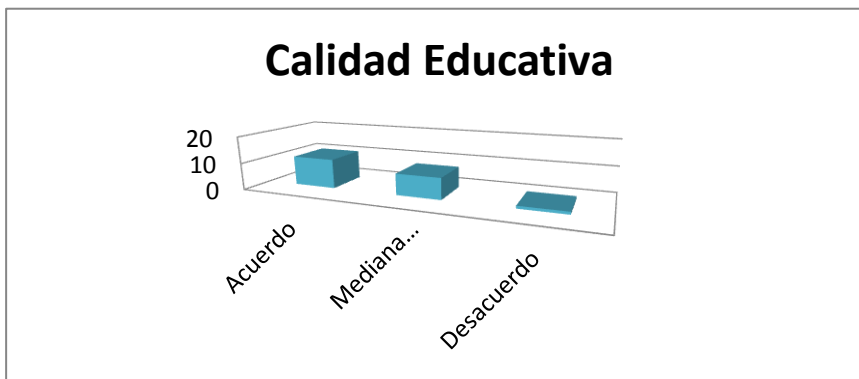 Calidad Educativa
20
10
0
Acuerdo
Mediana...
Desacuerdo